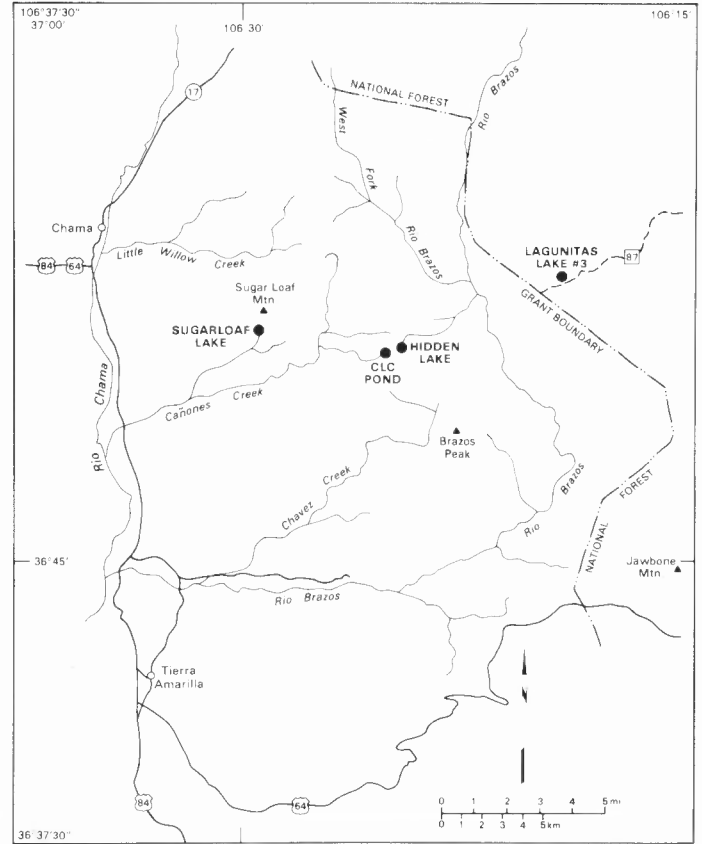 106°37'30"
37°00'
106°30'
106°15'
17
NATIONAL FOREST
Rio Brazos
West Fork Rio Brazos
Chama
Little Willow Creek
84
64
LAGUNITAS
LAKE #3
87
Sugar Loaf
Mtn
GRANT BOUNDARY
SUGARLOAF
LAKE
HIDDEN
LAKE
CLC
POND
Rio Chama
Cañones Creek
Brazos
Peak
Chavez Creek
Rio Brazos
NATIONAL FOREST
36°45'
Jawbone
Mtn
Rio Brazos
Tierra
Amarilla
84
64
0 1 2 3 4 5 mi
0 1 2 3 4 5 km
36°37'30"